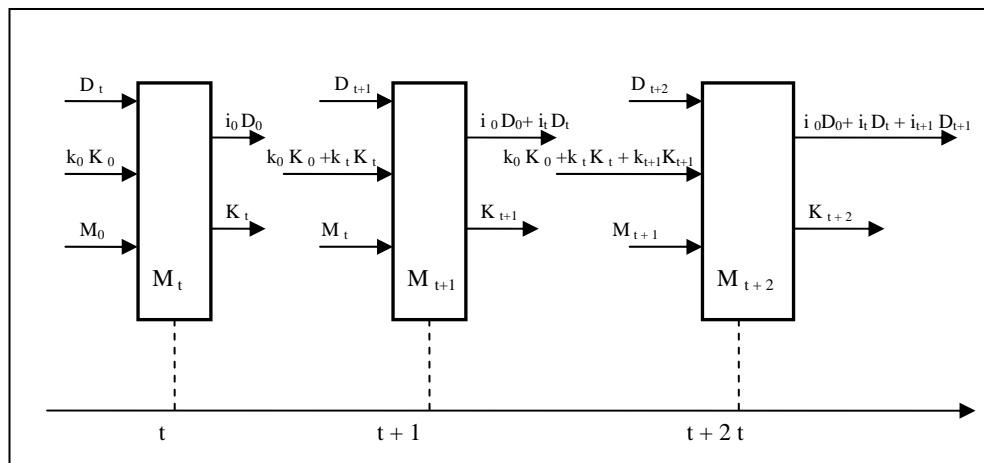 D t
i0 D0
k0 K 0
K t
M0
M t
D t+1
i 0 D0+ it Dt
k0 K 0 +k t K t
K t+1
M t
M t+1
D t+2
i 0D0+ it Dt + it+1 Dt+1
k0 K 0 +k t K t + kt+1Kt+1
K t + 2
M t + 1
M t + 2
t
t + 1
t + 2 t